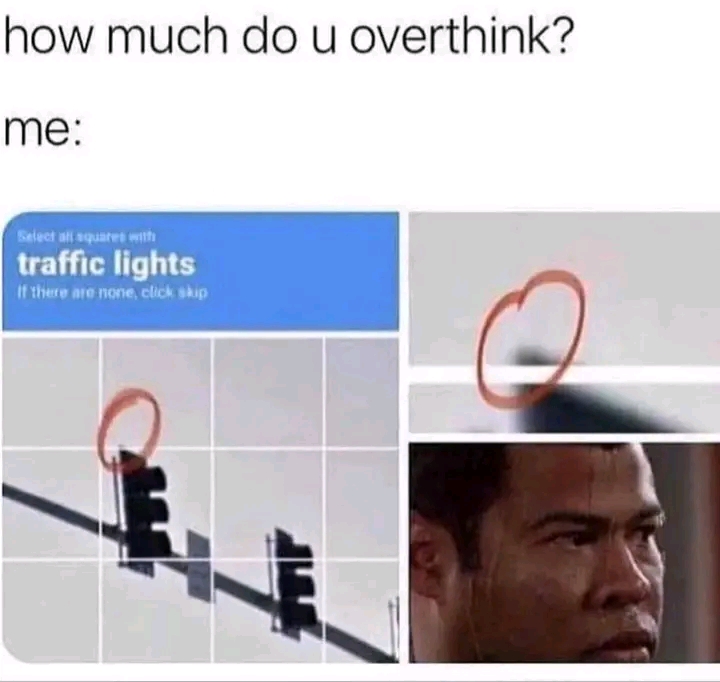 how much do u overthink?
me:
Select all squares with
traffic lights
If there are none, click skip